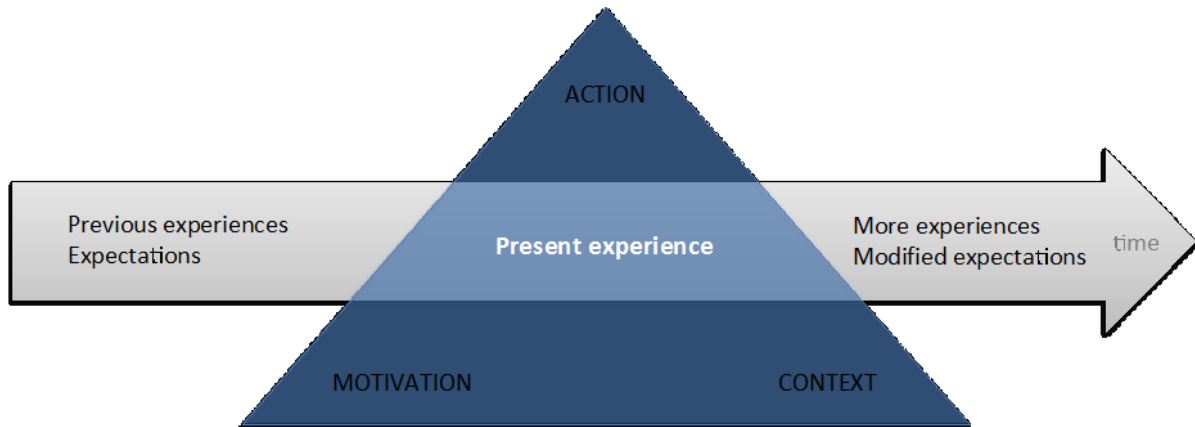 ACTION
Previous experiences
Expectations
Present experience
More experiences
Modified expectations
time
MOTIVATION
CONTEXT